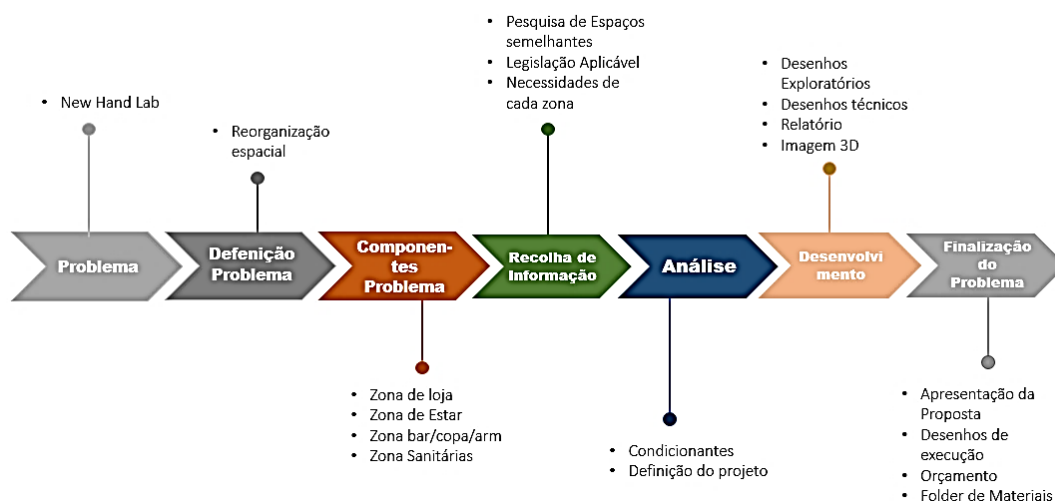 • New Hand Lab
• Reorganização
espacial
• Pesquisa de Espaços
semelhantes
• Legislação Aplicável
• Necessidades de
cada zona
• Desenhos
Exploratórios
• Desenhos técnicos
• Relatório
• Imagem 3D
Problema
Defenição
Problema
Componen-
tes
Problema
Recolha de
Informação
Análise
Desenvolvi
mento
Finalização
do
Problema
• Zona de loja
• Zona de Estar
• Zona bar/copa/arm
• Zona Sanitárias
• Condicionantes
• Definição do projeto
• Apresentação da
Proposta
• Desenhos de
execução
• Orçamento
• Folder de Materiais